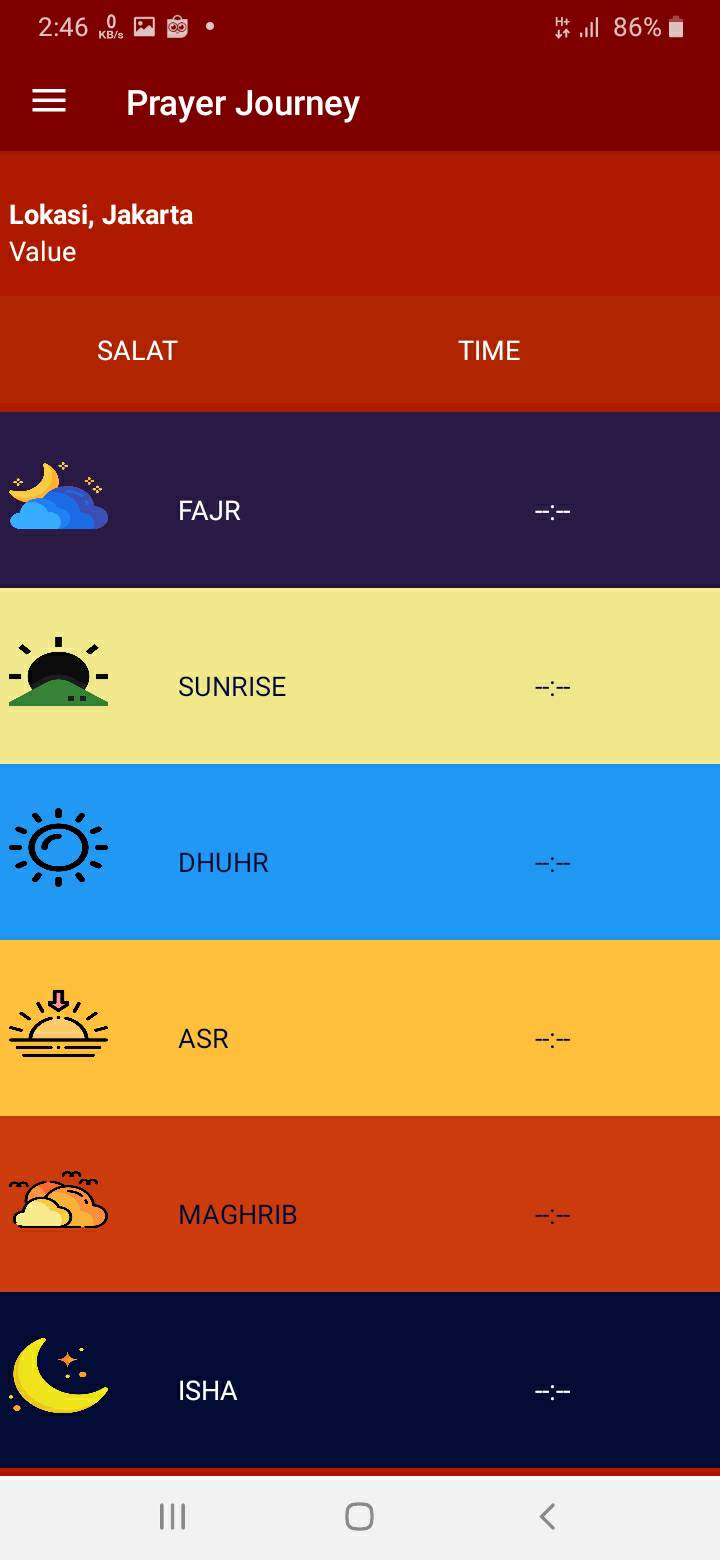 2:46 0 KB/s H+ 86%
Prayer Journey
Lokasi, Jakarta
Value
SALAT TIME
FAJR --:--
SUNRISE --:--
DHUHR --:--
ASR --:--
MAGHRIB --:--
ISHA --:--